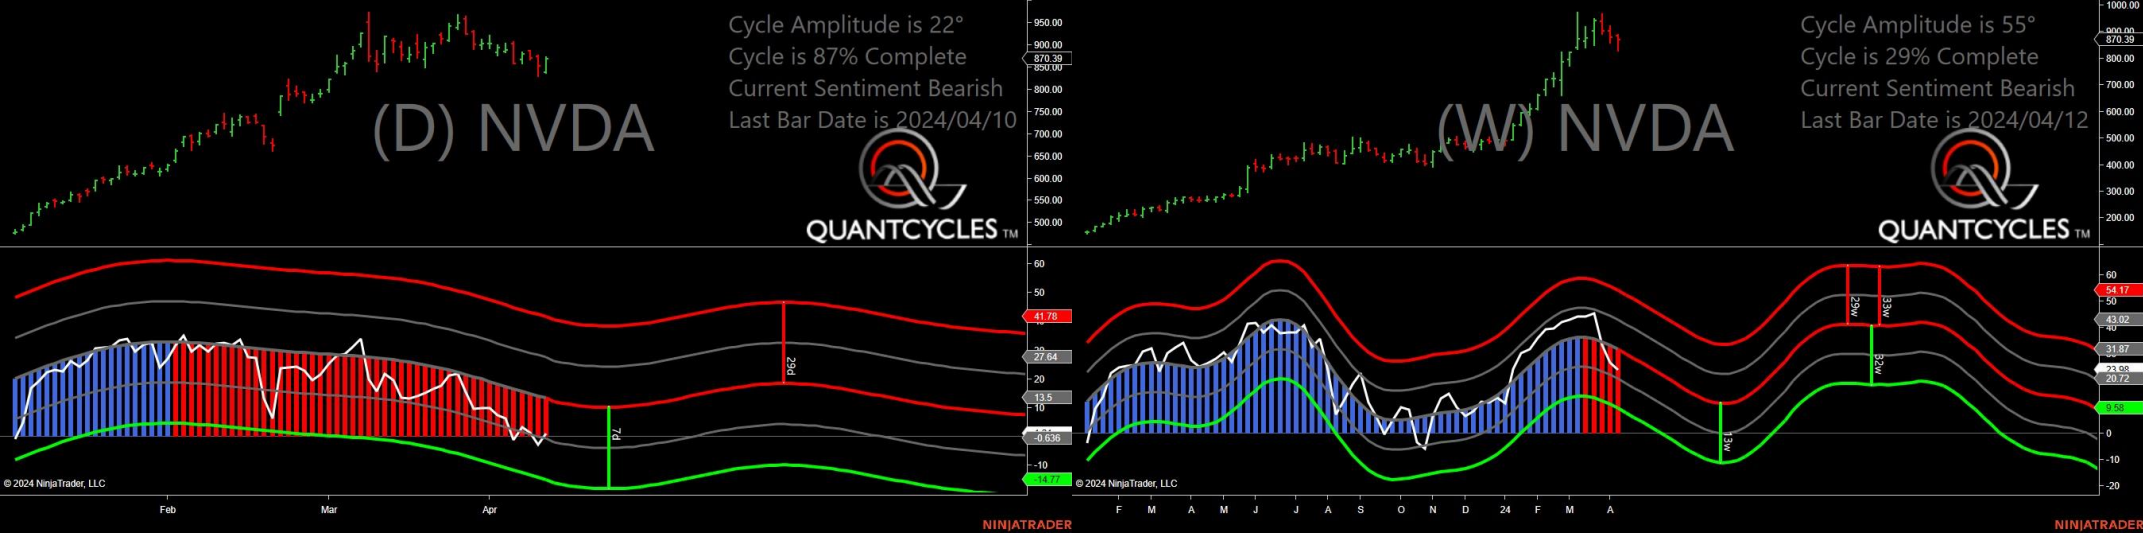 Cycle Amplitude is 22°
Cycle is 87% Complete
Current Sentiment Bearish
Last Bar Date is 2024/04/10
(D) NVDA
QUANTCYCLES TM
950.00
900.00
870.39
850.00
800.00
750.00
700.00
650.00
600.00
550.00
500.00
60
50
41.78
27.64
20
13.5
10
-0.636
-10
-14.77
29d
7d
© 2024 NinjaTrader, LLC
Feb
Mar
Apr
NINJATRADER
Cycle Amplitude is 55°
Cycle is 29% Complete
Current Sentiment Bearish
Last Bar Date is 2024/04/12
(W) NVDA
QUANTCYCLES TM
1000.00
870.39
800.00
700.00
600.00
500.00
400.00
300.00
200.00
60
54.17
50
43.02
40
31.87
23.98
20.72
9.58
0
-10
-20
29w
33w
32w
13w
© 2024 NinjaTrader, LLC
F
M
A
M
J
J
A
S
O
N
D
24
F
M
A
NINJATRADER